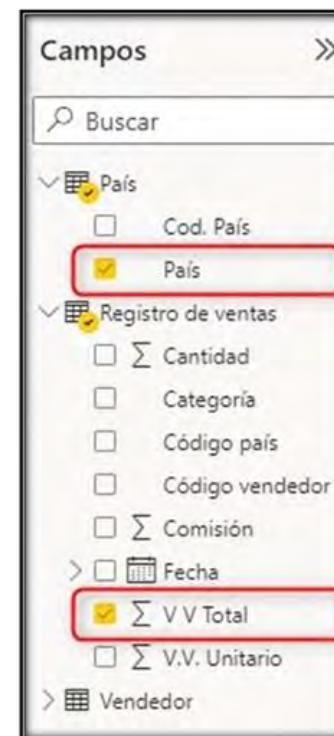 Campos
Buscar
País
Cod. País
País
Registro de ventas
Cantidad
Categoría
Código país
Código vendedor
Comisión
Fecha
V V Total
V.V. Unitario
Vendedor